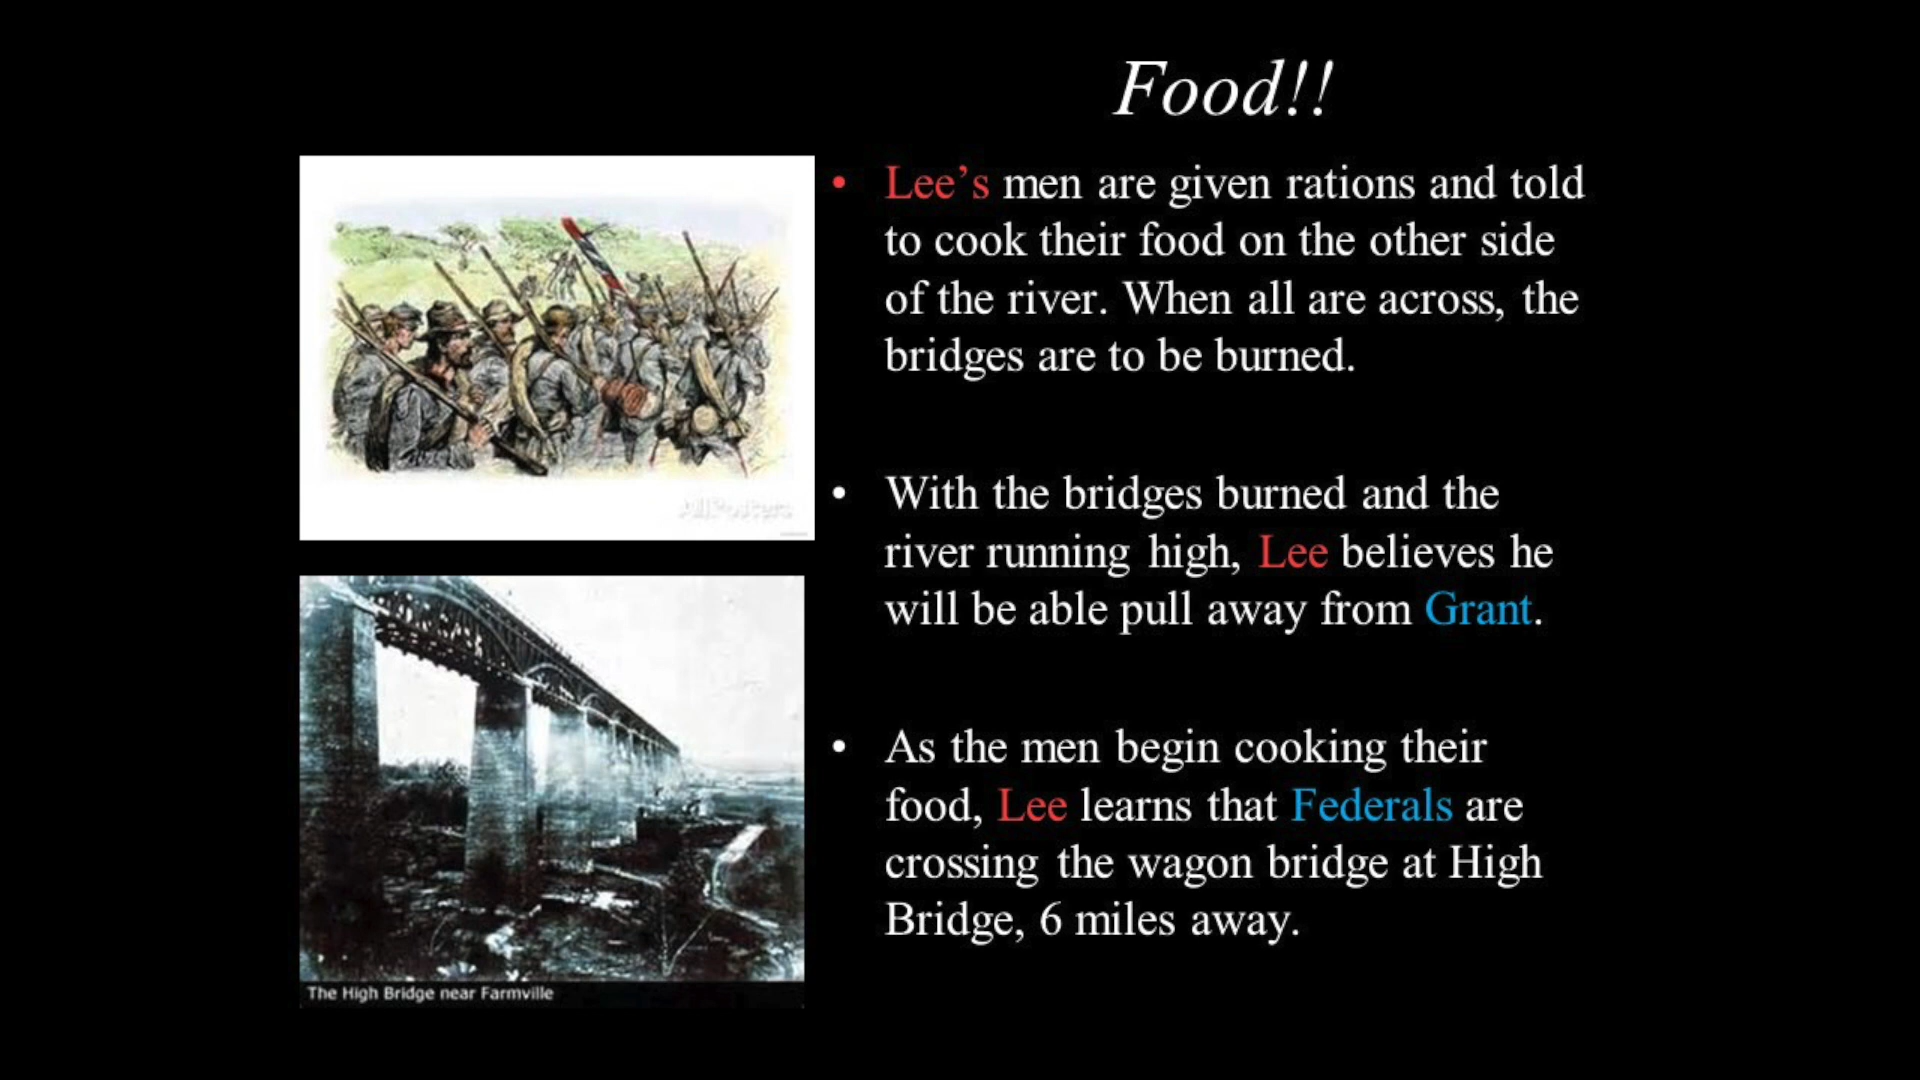 Food!!
• Lee’s men are given rations and told
to cook their food on the other side
of the river. When all are across, the
bridges are to be burned.
• With the bridges burned and the
river running high, Lee believes he
will be able pull away from Grant.
• As the men begin cooking their
food, Lee learns that Federals are
crossing the wagon bridge at High
Bridge, 6 miles away.
AllPosters
The High Bridge near Farmville